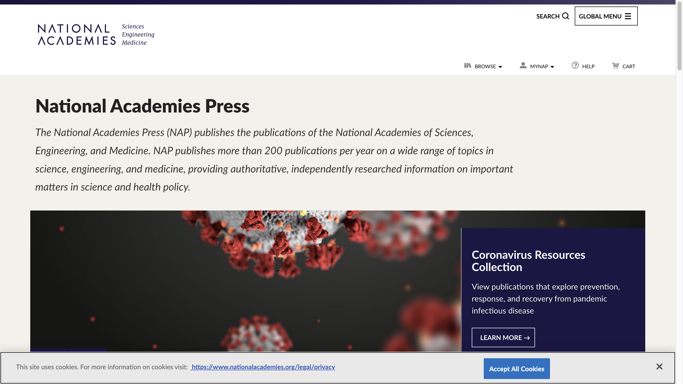 SEARCH
GLOBAL MENU
NATIONAL
ACADEMIES
Sciences
Engineering
Medicine
BROWSE
MYNAP
HELP
CART
National Academies Press
The National Academies Press (NAP) publishes the publications of the National Academies of Sciences,
Engineering, and Medicine. NAP publishes more than 200 publications per year on a wide range of topics in
science, engineering, and medicine, providing authoritative, independently researched information on important
matters in science and health policy.
Coronavirus Resources
Collection
View publications that explore prevention,
response, and recovery from pandemic
infectious disease
LEARN MORE →
This site uses cookies. For more information on cookies visit: https://www.nationalacademies.org/legal/privacy
Accept All Cookies